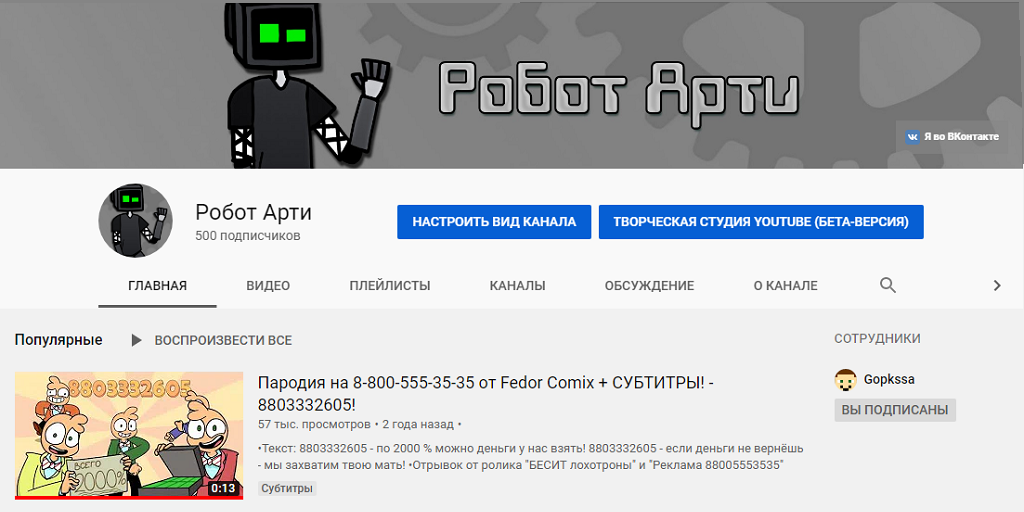 Робот Арти
Я во ВКонтакте
Робот Арти
500 подписчиков
НАСТРОИТЬ ВИД КАНАЛА
ТВОРЧЕСКАЯ СТУДИЯ YOUTUBE (БЕТА-ВЕРСИЯ)
ГЛАВНАЯ ВИДЕО ПЛЕЙЛИСТЫ КАНАЛЫ ОБСУЖДЕНИЕ О КАНАЛЕ
Популярные ВОСПРОИЗВЕСТИ ВСЕ
СОТРУДНИКИ
8803332605
ВСЕГО
2000%
0:13
Пародия на 8-800-555-35-35 от Fedor Comix + СУБТИТРЫ! -
8803332605!
57 тыс. просмотров • 2 года назад •
•Текст: 8803332605 - по 2000 % можно деньги у нас взять! 8803332605 - если деньги не вернёшь
- мы захватим твою мать! •Отрывок от ролика "БЕСИТ лохотроны" и "Реклама 88005553535"
Субтитры
Gopkssa
ВЫ ПОДПИСАНЫ